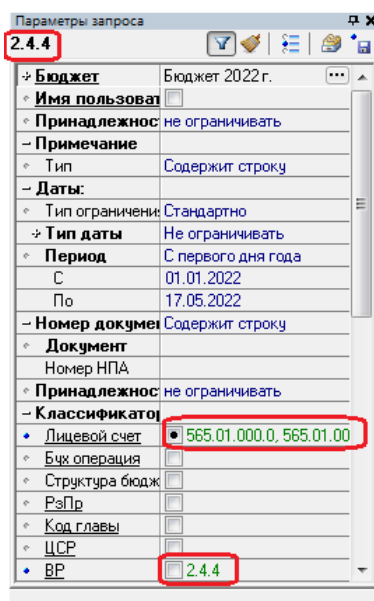 Параметры запроса
2.4.4
Бюджет Бюджет 2022 г. ...
Имя пользоват
Принадлежнос не ограничивать
Примечание
Тип Содержит строку
Даты:
Тип ограничени Стандартно
Тип даты Не ограничивать
Период С первого дня года
С 01.01.2022
По 17.05.2022
Номер докумен Содержит строку
Документ
Номер НПА
Принадлежнос не ограничивать
Классификатор
Лицевой счет 565.01.000.0, 565.01.00
Бух операция
Структура бюдж
РзПр
Код главы
ЦСР
ВР 2.4.4